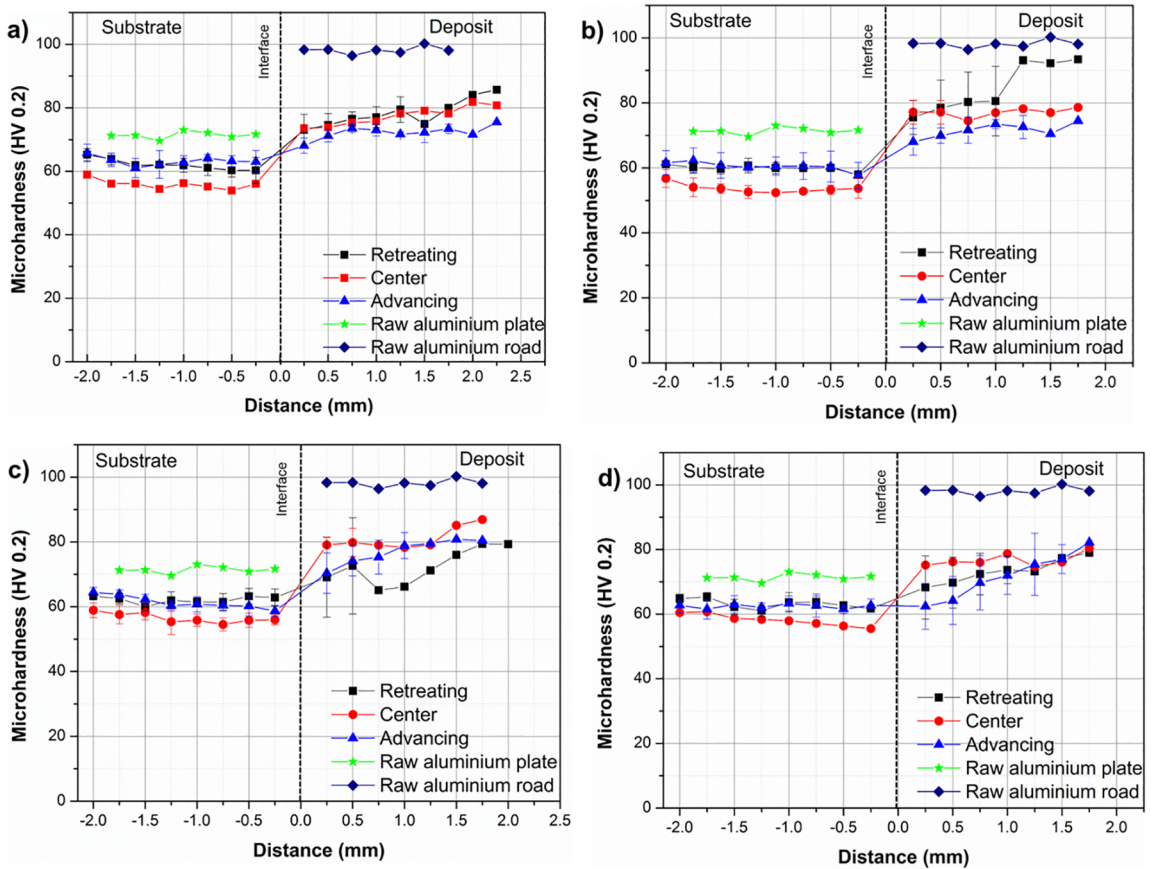 a)
Substrate
Deposit
Interface
Microhardness (HV 0.2)
100
80
60
40
20
0
Retreating
Center
Advancing
Raw aluminium plate
Raw aluminium road
-2.0 -1.5 -1.0 -0.5 0.0 0.5 1.0 1.5 2.0 2.5
Distance (mm)
b)
Substrate
Deposit
Interface
Microhardness (HV 0.2)
100
80
60
40
20
0
Retreating
Center
Advancing
Raw aluminium plate
Raw aluminium road
-2.0 -1.5 -1.0 -0.5 0.0 0.5 1.0 1.5 2.0
Distance (mm)
c)
Substrate
Deposit
Interface
Microhardness (HV 0.2)
100
80
60
40
20
0
Retreating
Center
Advancing
Raw aluminium plate
Raw aluminium road
-2.0 -1.5 -1.0 -0.5 0.0 0.5 1.0 1.5 2.0 2.5
Distance (mm)
d)
Substrate
Deposit
Interface
Microhardness (HV 0.2)
100
80
60
40
20
0
Retreating
Center
Advancing
Raw aluminium plate
Raw aluminium road
-2.0 -1.5 -1.0 -0.5 0.0 0.5 1.0 1.5 2.0
Distance (mm)